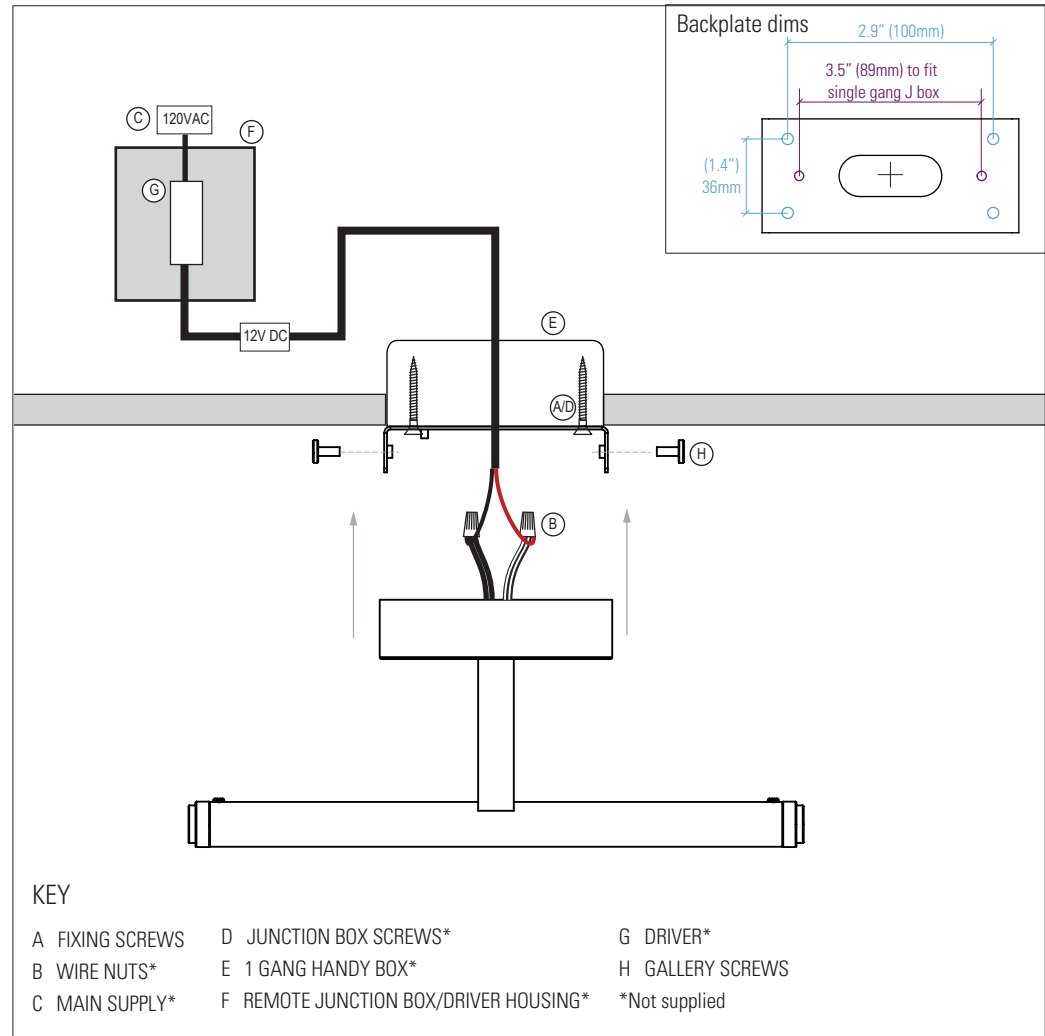 Backplate dims
2.9” (100mm)
3.5” (89mm) to fit
single gang J box
(1.4”)
36mm
C
120VAC
F
G
12V DC
E
A/D
H
B
KEY
A FIXING SCREWS
B WIRE NUTS*
C MAIN SUPPLY*
D JUNCTION BOX SCREWS*
E 1 GANG HANDY BOX*
F REMOTE JUNCTION BOX/DRIVER HOUSING*
G DRIVER*
H GALLERY SCREWS
*Not supplied